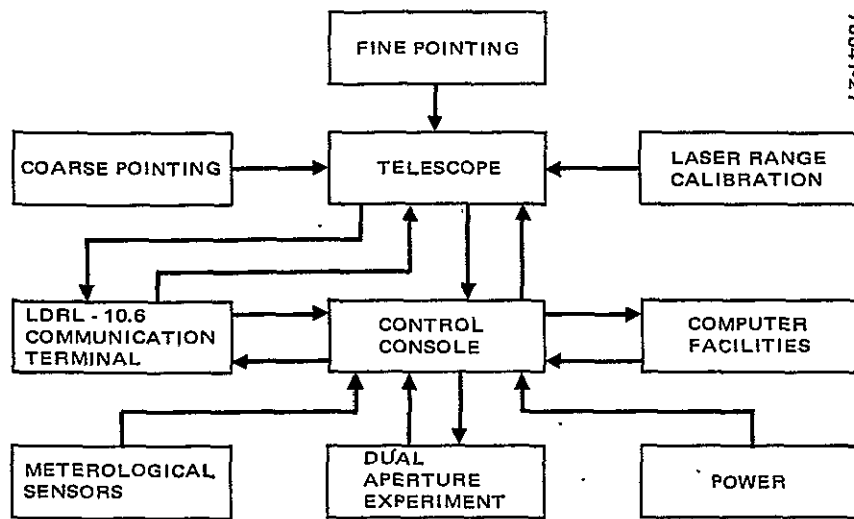 FINE POINTING
COARSE POINTING
TELESCOPE
LASER RANGE
CALIBRATION
LDRL - 10.6
COMMUNICATION
TERMINAL
CONTROL
CONSOLE
COMPUTER
FACILITIES
METEROLOGICAL
SENSORS
DUAL
APERTURE
EXPERIMENT
POWER